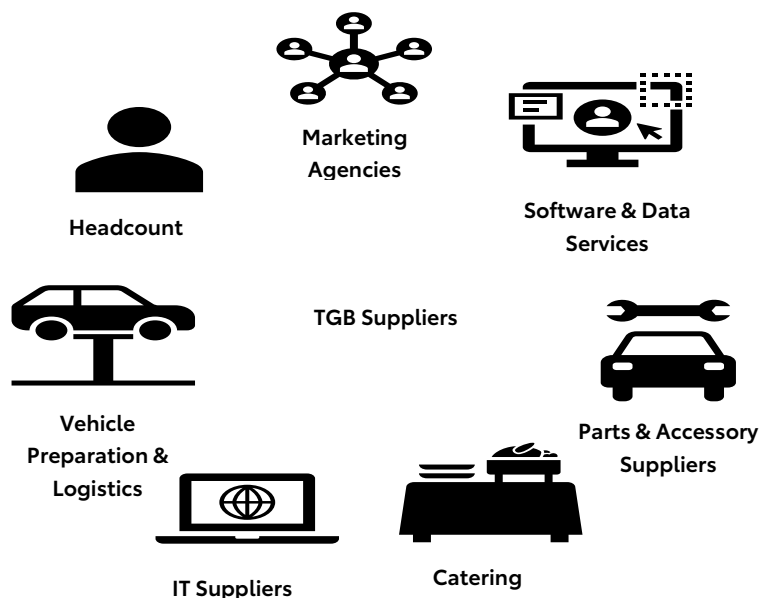 Marketing
Agencies
Software & Data
Services
Headcount
TGB Suppliers
Vehicle
Preparation &
Logistics
Parts & Accessory
Suppliers
IT Suppliers
Catering